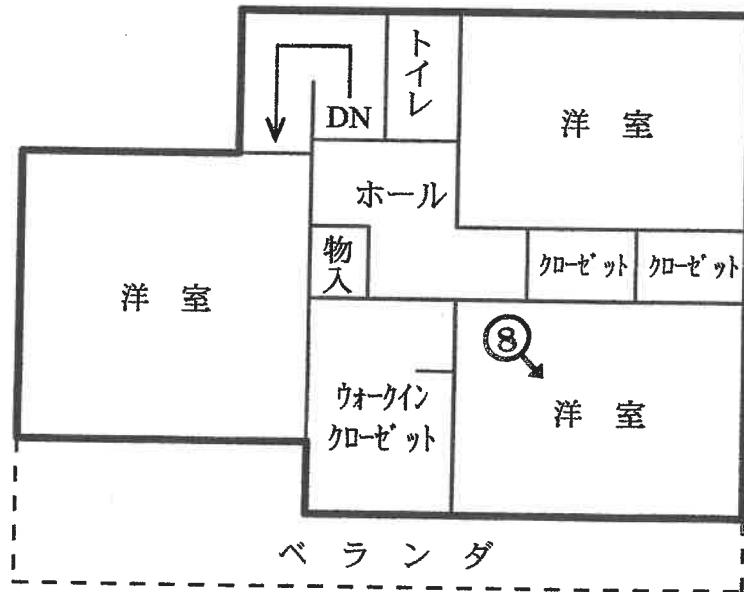 トイレ
DN
洋室
ホール
物入
クローゼット
クローゼット
洋室
⑧
ウォークイン
クローゼット
洋室
ベランダ